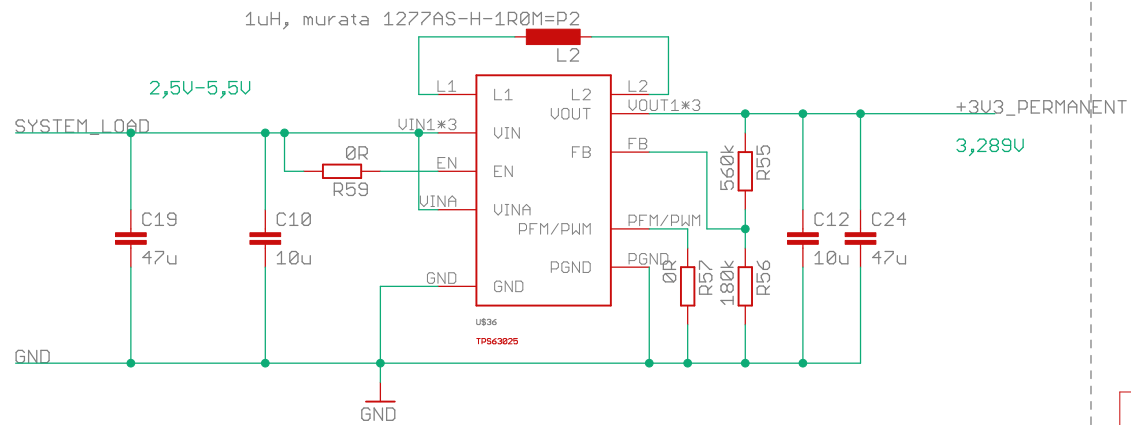 1uH, murata 1277AS-H-1R0M=P2
L2
2,5V-5,5V
L1
L1
L2
L2
SYSTEM_LOAD
VIN1*3
VIN
VOUT
VOUT1*3
+3V3_PERMANENT
3,289V
0R
R59
EN
EN
FB
FB
560k
R55
VINA
VINA
PFM/PWM
PFM/PWM
C19
47u
C10
10u
C12
10u
C24
47u
PGND
PGND
0R
R57
180k
R56
GND
GND
U$36
TPS63025
GND
GND